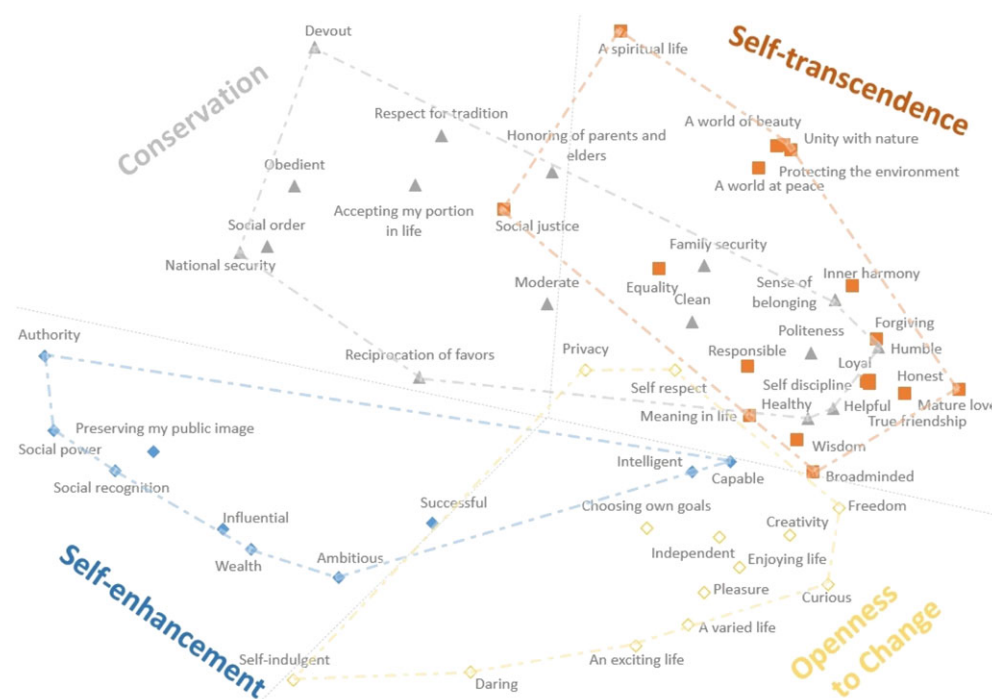 Devout
A spiritual life
Self-transcendence
Conservation
Respect for tradition
A world of beauty
Honoring of parents and
elders
Unity with nature
Obedient
Protecting the environment
A world at peace
Accepting my portion
in life
Social order
Social justice
National security
Family security
Inner harmony
Moderate
Equality
Sense of
belonging
Clean
Authority
Politeness
Forgiving
Privacy
Responsible
Humble
Reciprocation of favors
Loyal
Self respect
Self discipline
Honest
Meaning in life
Healthy
Helpful
Mature love
True friendship
Preserving my public image
Social power
Wisdom
Intelligent
Capable
Broadminded
Social recognition
Successful
Choosing own goals
Freedom
Influential
Creativity
Independent
Enjoying life
Wealth
Ambitious
Self-enhancement
Pleasure
Curious
Openness
to Change
A varied life
Self-indulgent
An exciting life
Daring